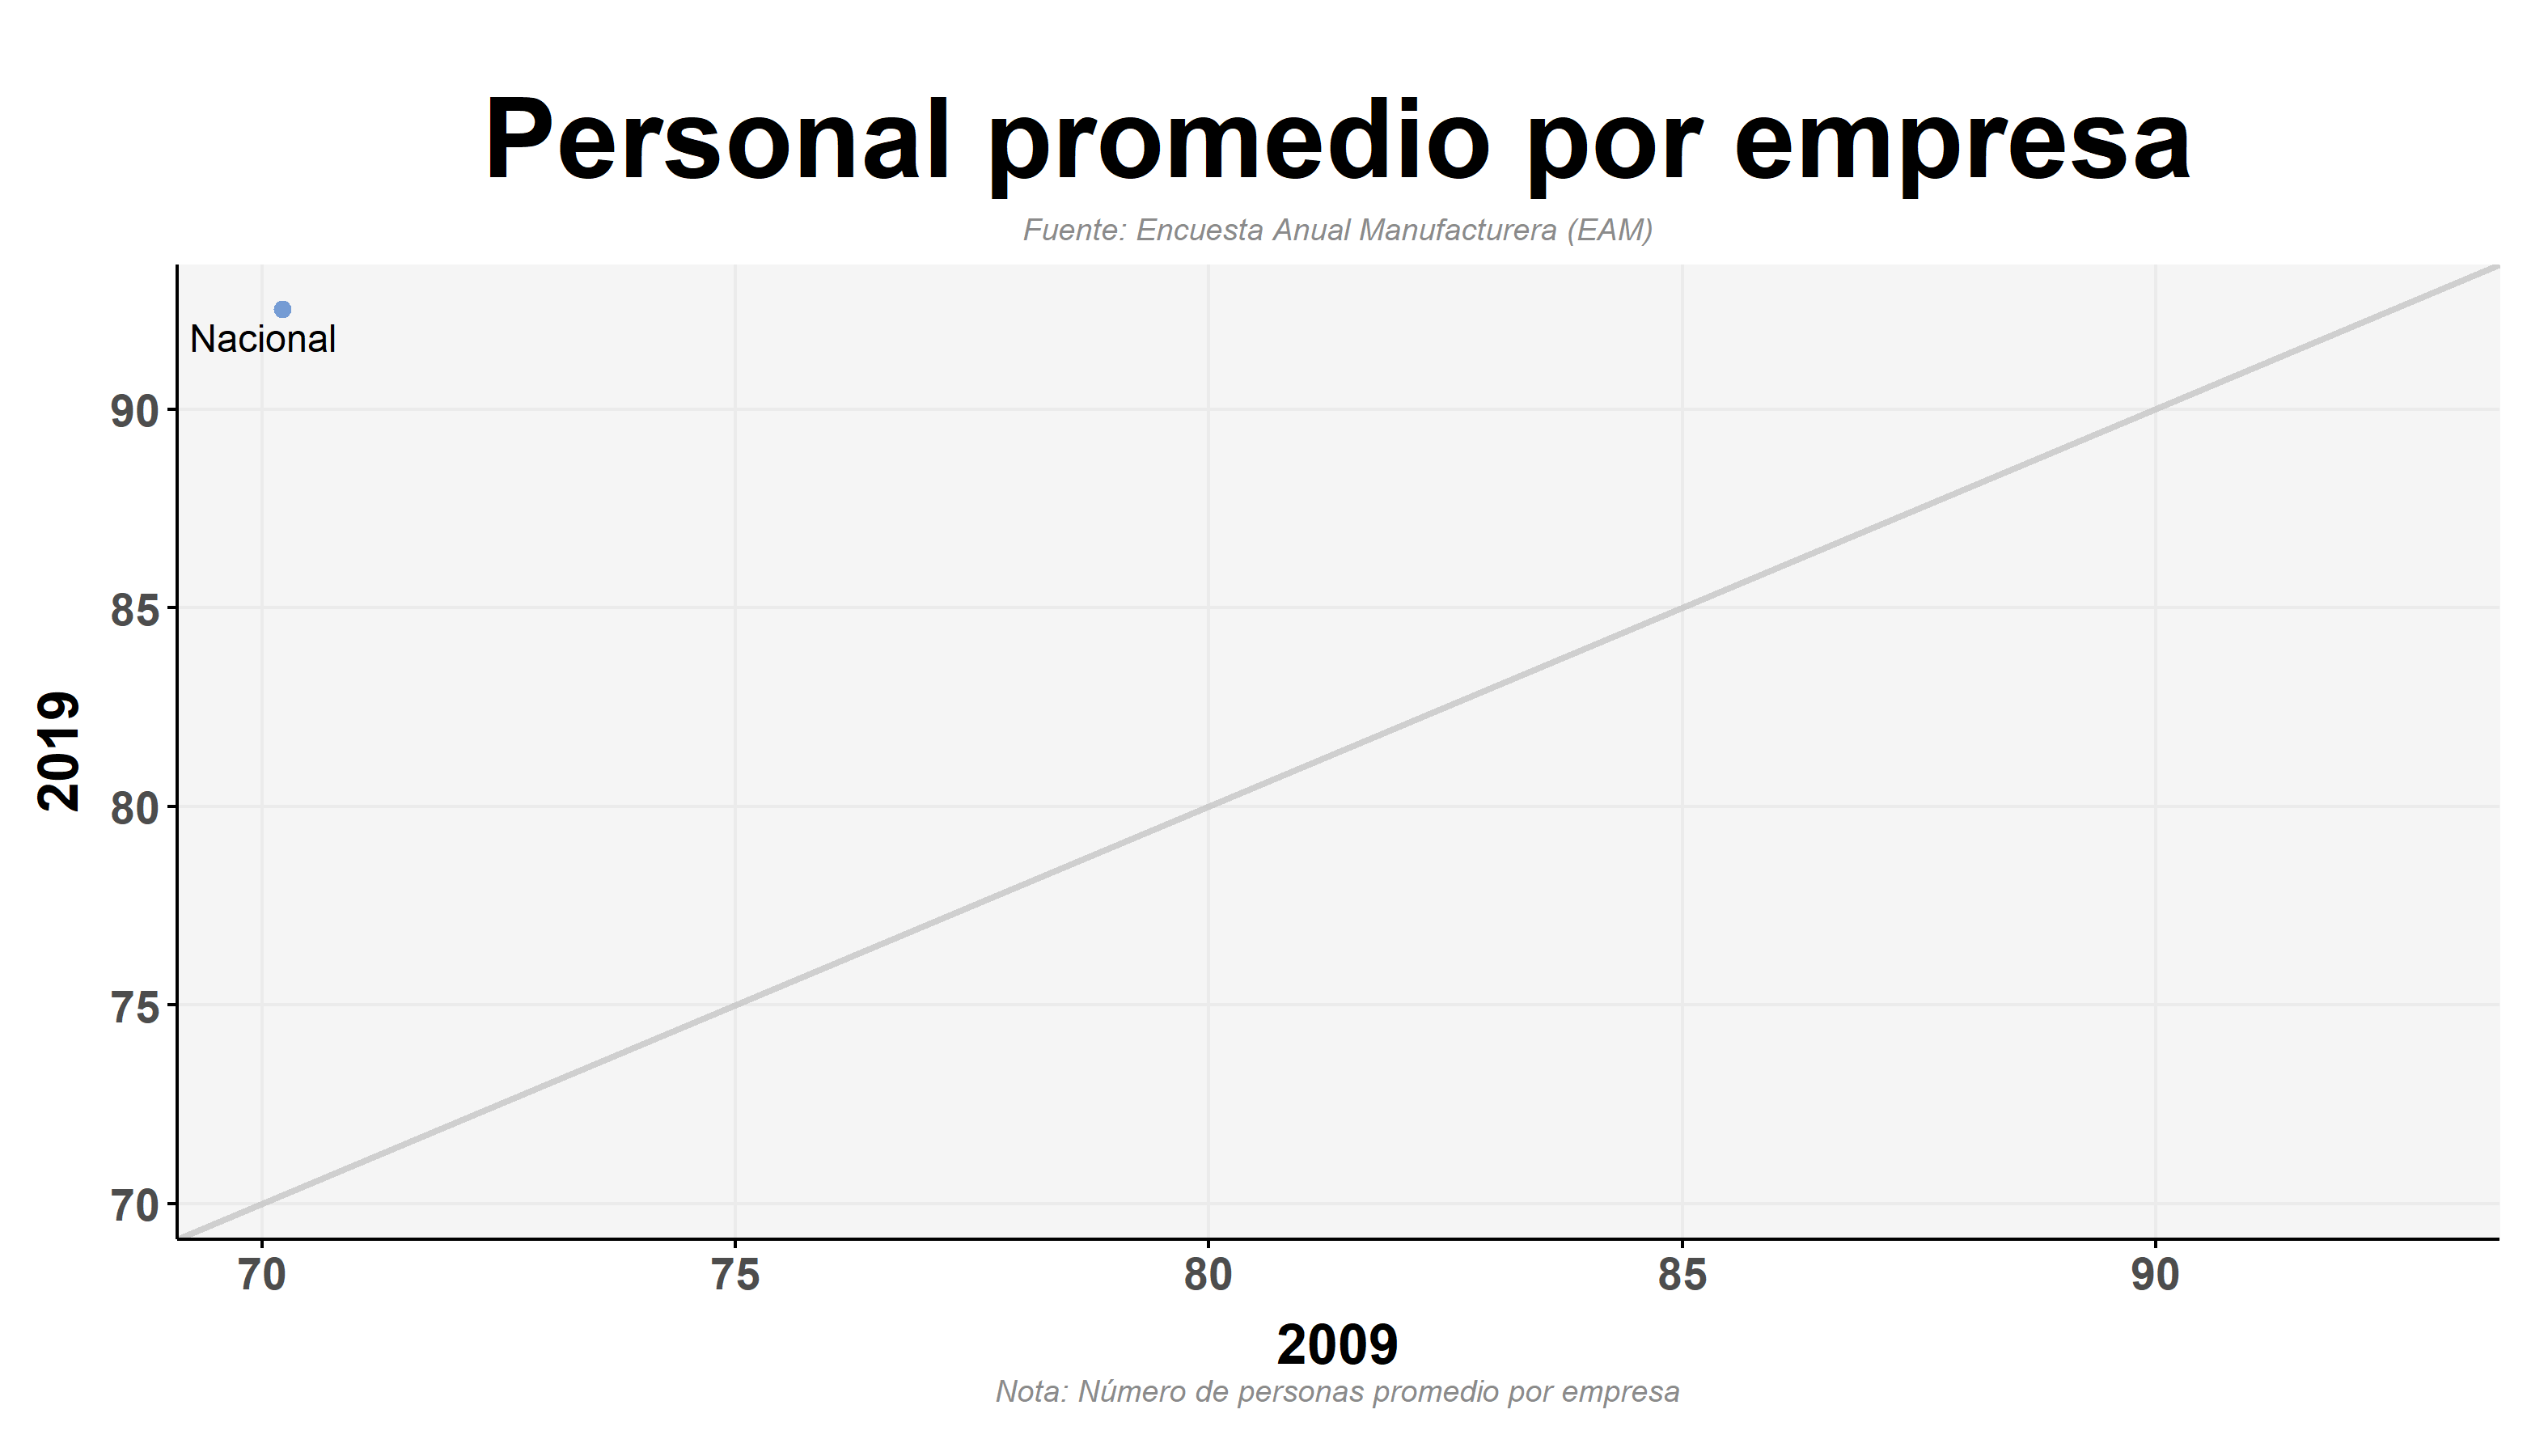 Personal promedio por empresa
Fuente: Encuesta Anual Manufacturera (EAM)
Nacional
90
85
80
75
70
2019
70 75 80 85 90
2009
Nota: Número de personas promedio por empresa